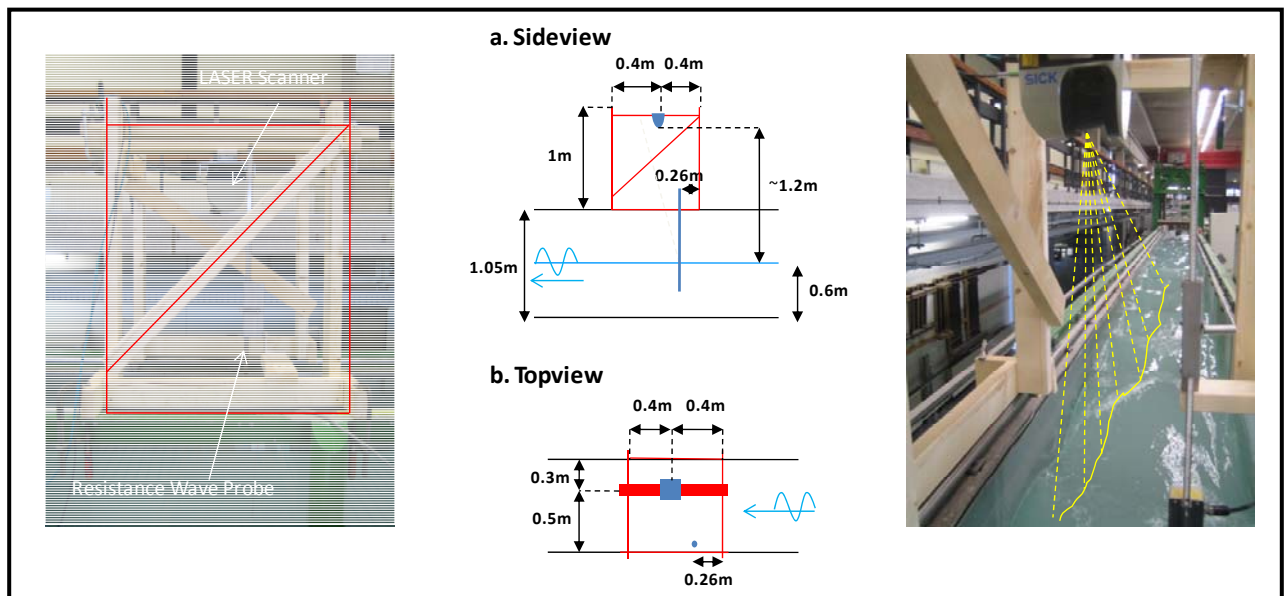 LASER Scanner
Resistance Wave Probe
a. Sideview
0.4m 0.4m
1m
0.26m
~1.2m
1.05m
0.6m
b. Topview
0.4m 0.4m
0.3m
0.5m
0.26m
SICK